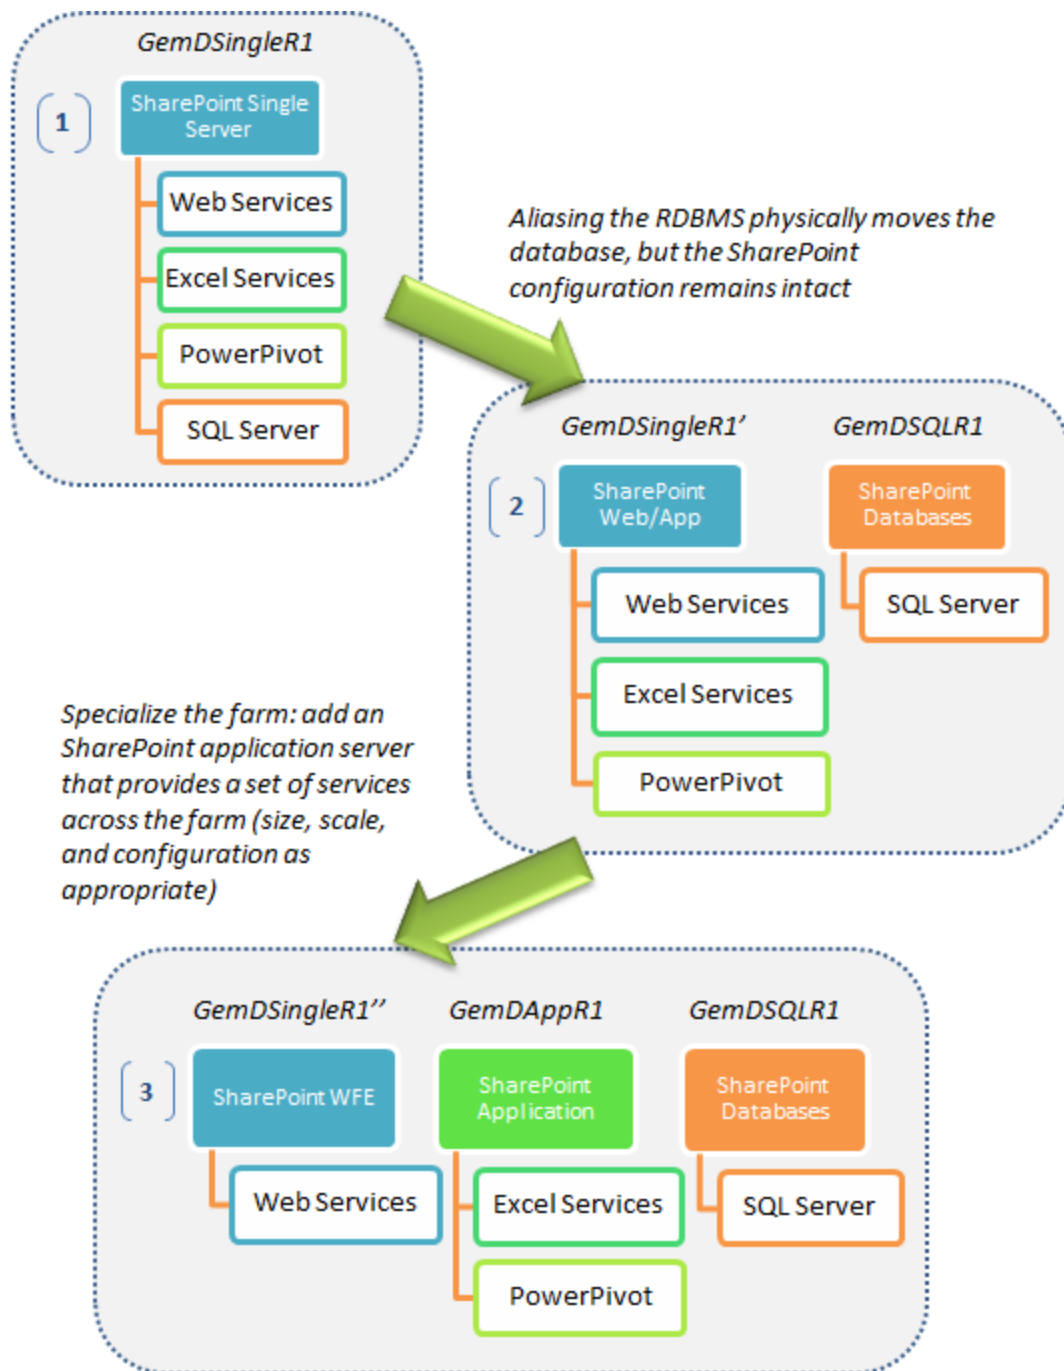 GemDSingleR1
1
SharePoint Single
Server
Web Services
Excel Services
PowerPivot
SQL Server
Aliasing the RDBMS physically moves the
database, but the SharePoint
configuration remains intact
GemDSingleR1’
GemDSQLR1
2
SharePoint
Web/App
SharePoint
Databases
Web Services
SQL Server
Excel Services
PowerPivot
Specialize the farm: add an
SharePoint application server
that provides a set of services
across the farm (size, scale,
and configuration as
appropriate)
GemDSingleR1’’
GemDAppR1
GemDSQLR1
3
SharePoint WFE
SharePoint
Application
SharePoint
Databases
Web Services
Excel Services
SQL Server
PowerPivot